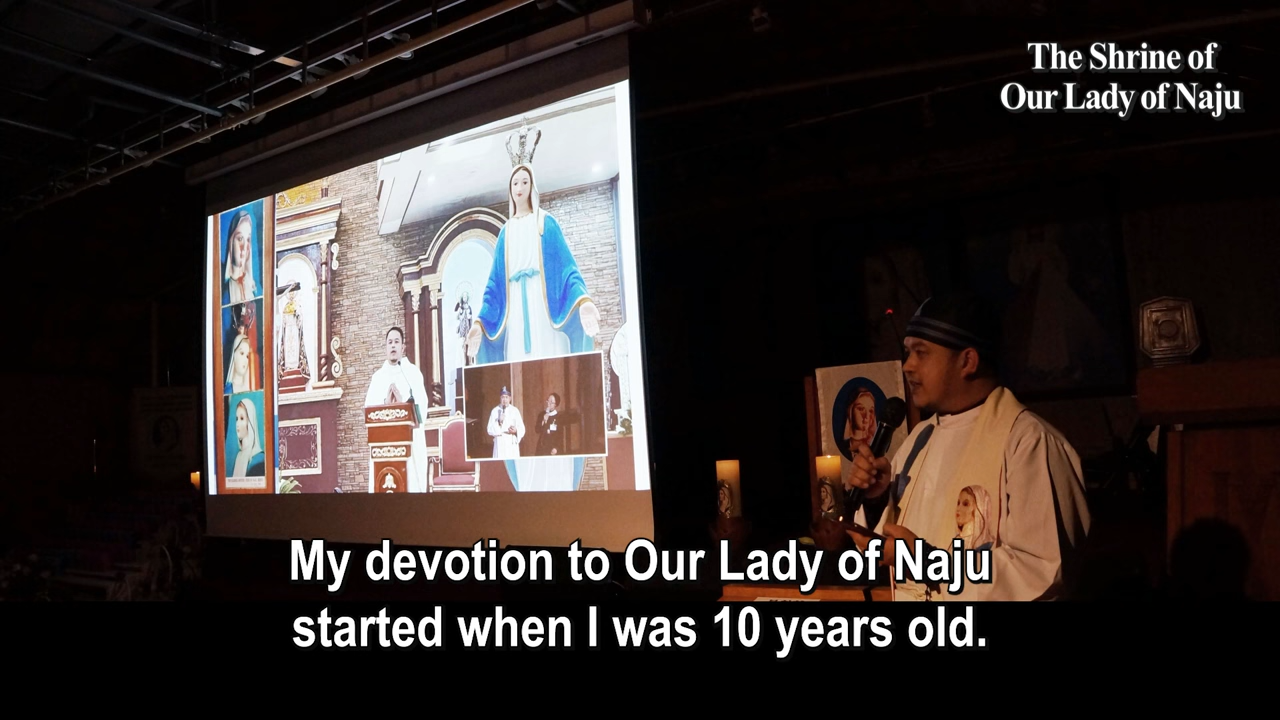 The Shrine of
Our Lady of Naju
My devotion to Our Lady of Naju
started when I was 10 years old.